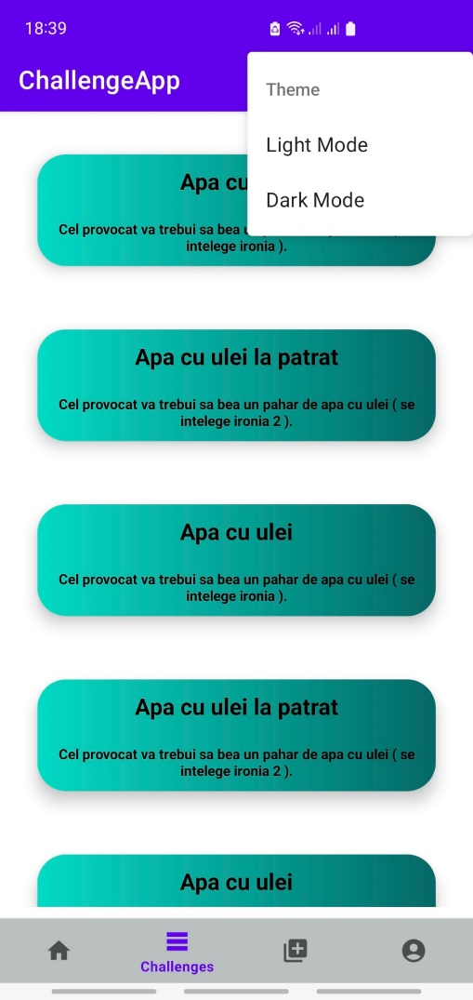 18:39
ChallengeApp
Theme
Light Mode
Dark Mode
Apa cu
Cel provocat va trebui sa bea
intelege ironia ).
Apa cu ulei la patrat
Cel provocat va trebui sa bea un pahar de apa cu ulei ( se
intelege ironia 2 ).
Apa cu ulei
Cel provocat va trebui sa bea un pahar de apa cu ulei ( se
intelege ironia ).
Apa cu ulei la patrat
Cel provocat va trebui sa bea un pahar de apa cu ulei ( se
intelege ironia 2 ).
Apa cu ulei
Challenges